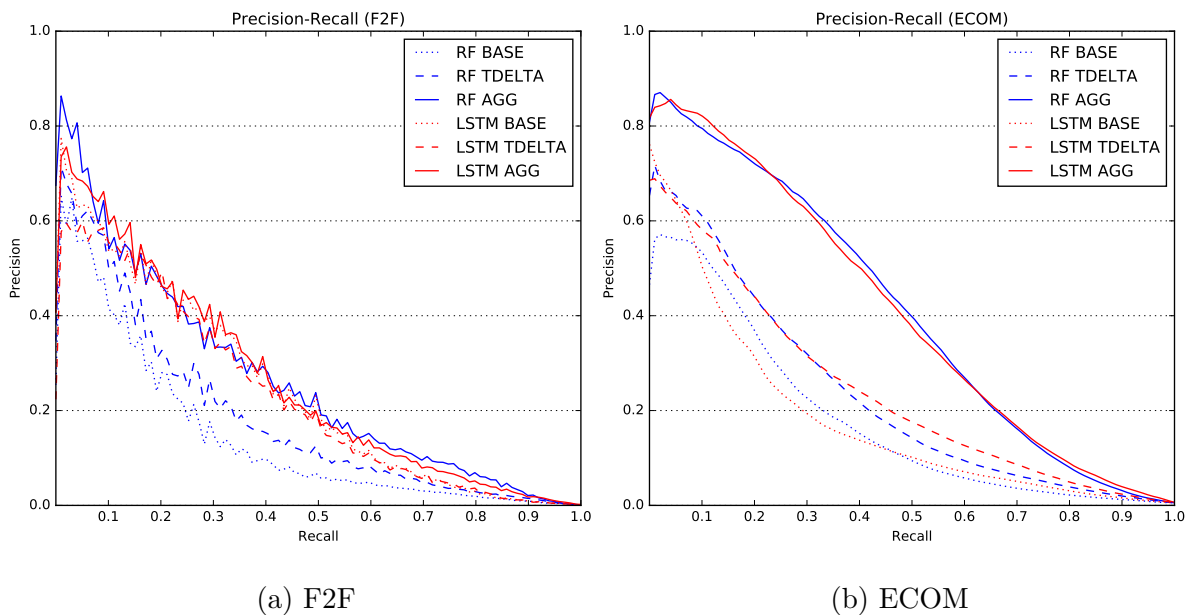 Precision-Recall (F2F)
1.0
0.8
0.6
0.4
0.2
0.0
Precision
RF BASE
RF TDELTA
RF AGG
LSTM BASE
LSTM TDELTA
LSTM AGG
0.1 0.2 0.3 0.4 0.5 0.6 0.7 0.8 0.9 1.0
Recall
(a) F2F
Precision-Recall (ECOM)
1.0
0.8
0.6
0.4
0.2
0.0
Precision
RF BASE
RF TDELTA
RF AGG
LSTM BASE
LSTM TDELTA
LSTM AGG
0.1 0.2 0.3 0.4 0.5 0.6 0.7 0.8 0.9 1.0
Recall
(b) ECOM